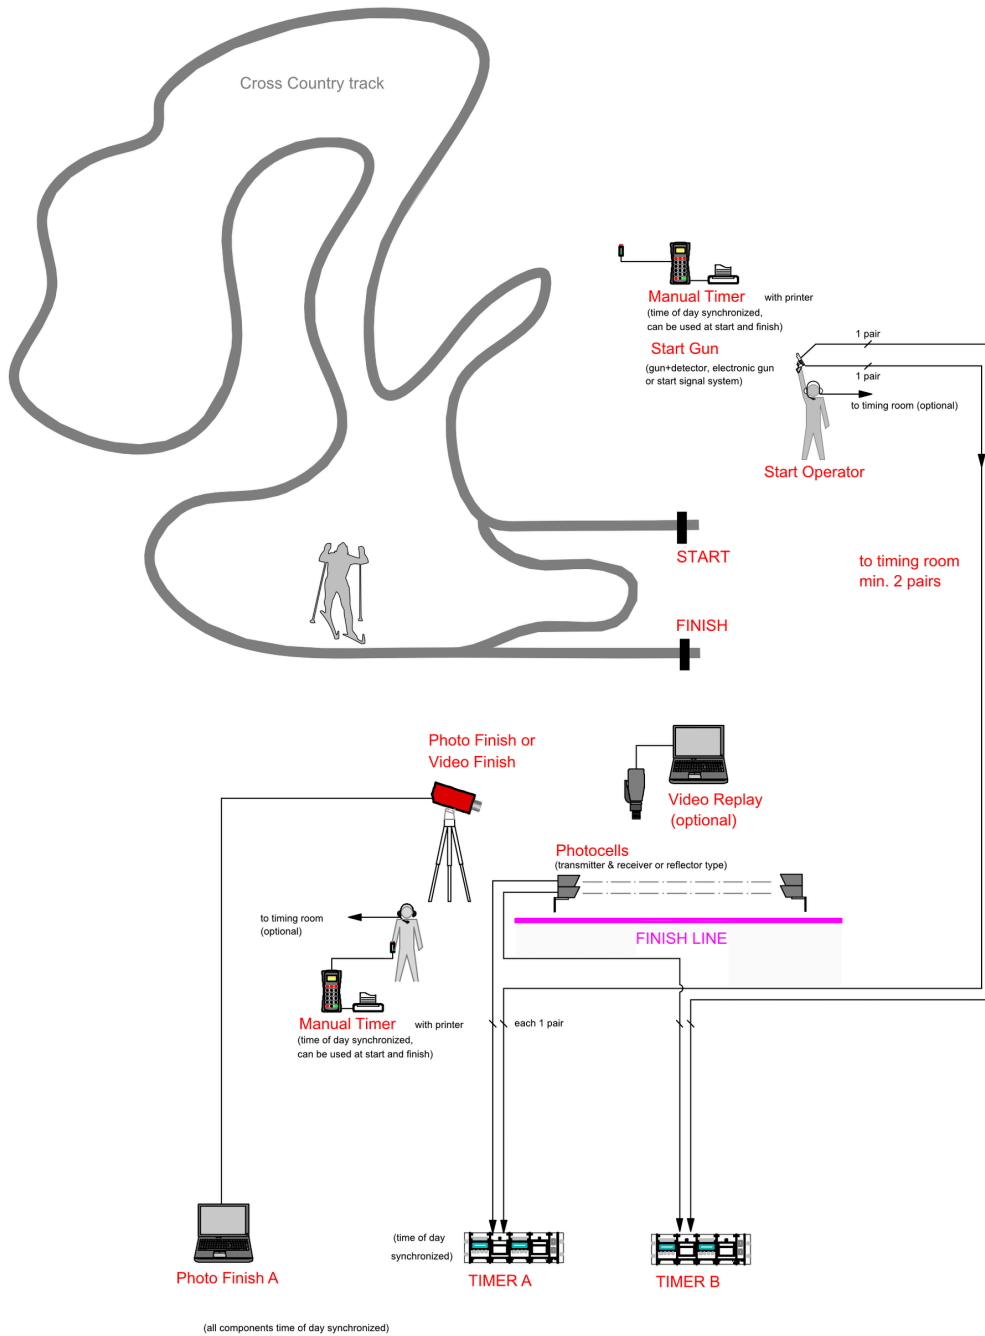 Cross Country track
Manual Timer with printer
(time of day synchronized,
can be used at start and finish)
Start Gun
(gun+detector, electronic gun
or start signal system)
1 pair
1 pair
to timing room (optional)
Start Operator
START
to timing room
min. 2 pairs
FINISH
Photo Finish or
Video Finish
Video Replay
(optional)
Photocells
(transmitter & receiver or reflector type)
to timing room
(optional)
FINISH LINE
Manual Timer with printer
(time of day synchronized,
can be used at start and finish)
each 1 pair
(time of day
synchronized)
Photo Finish A
TIMER A
TIMER B
(all components time of day synchronized)